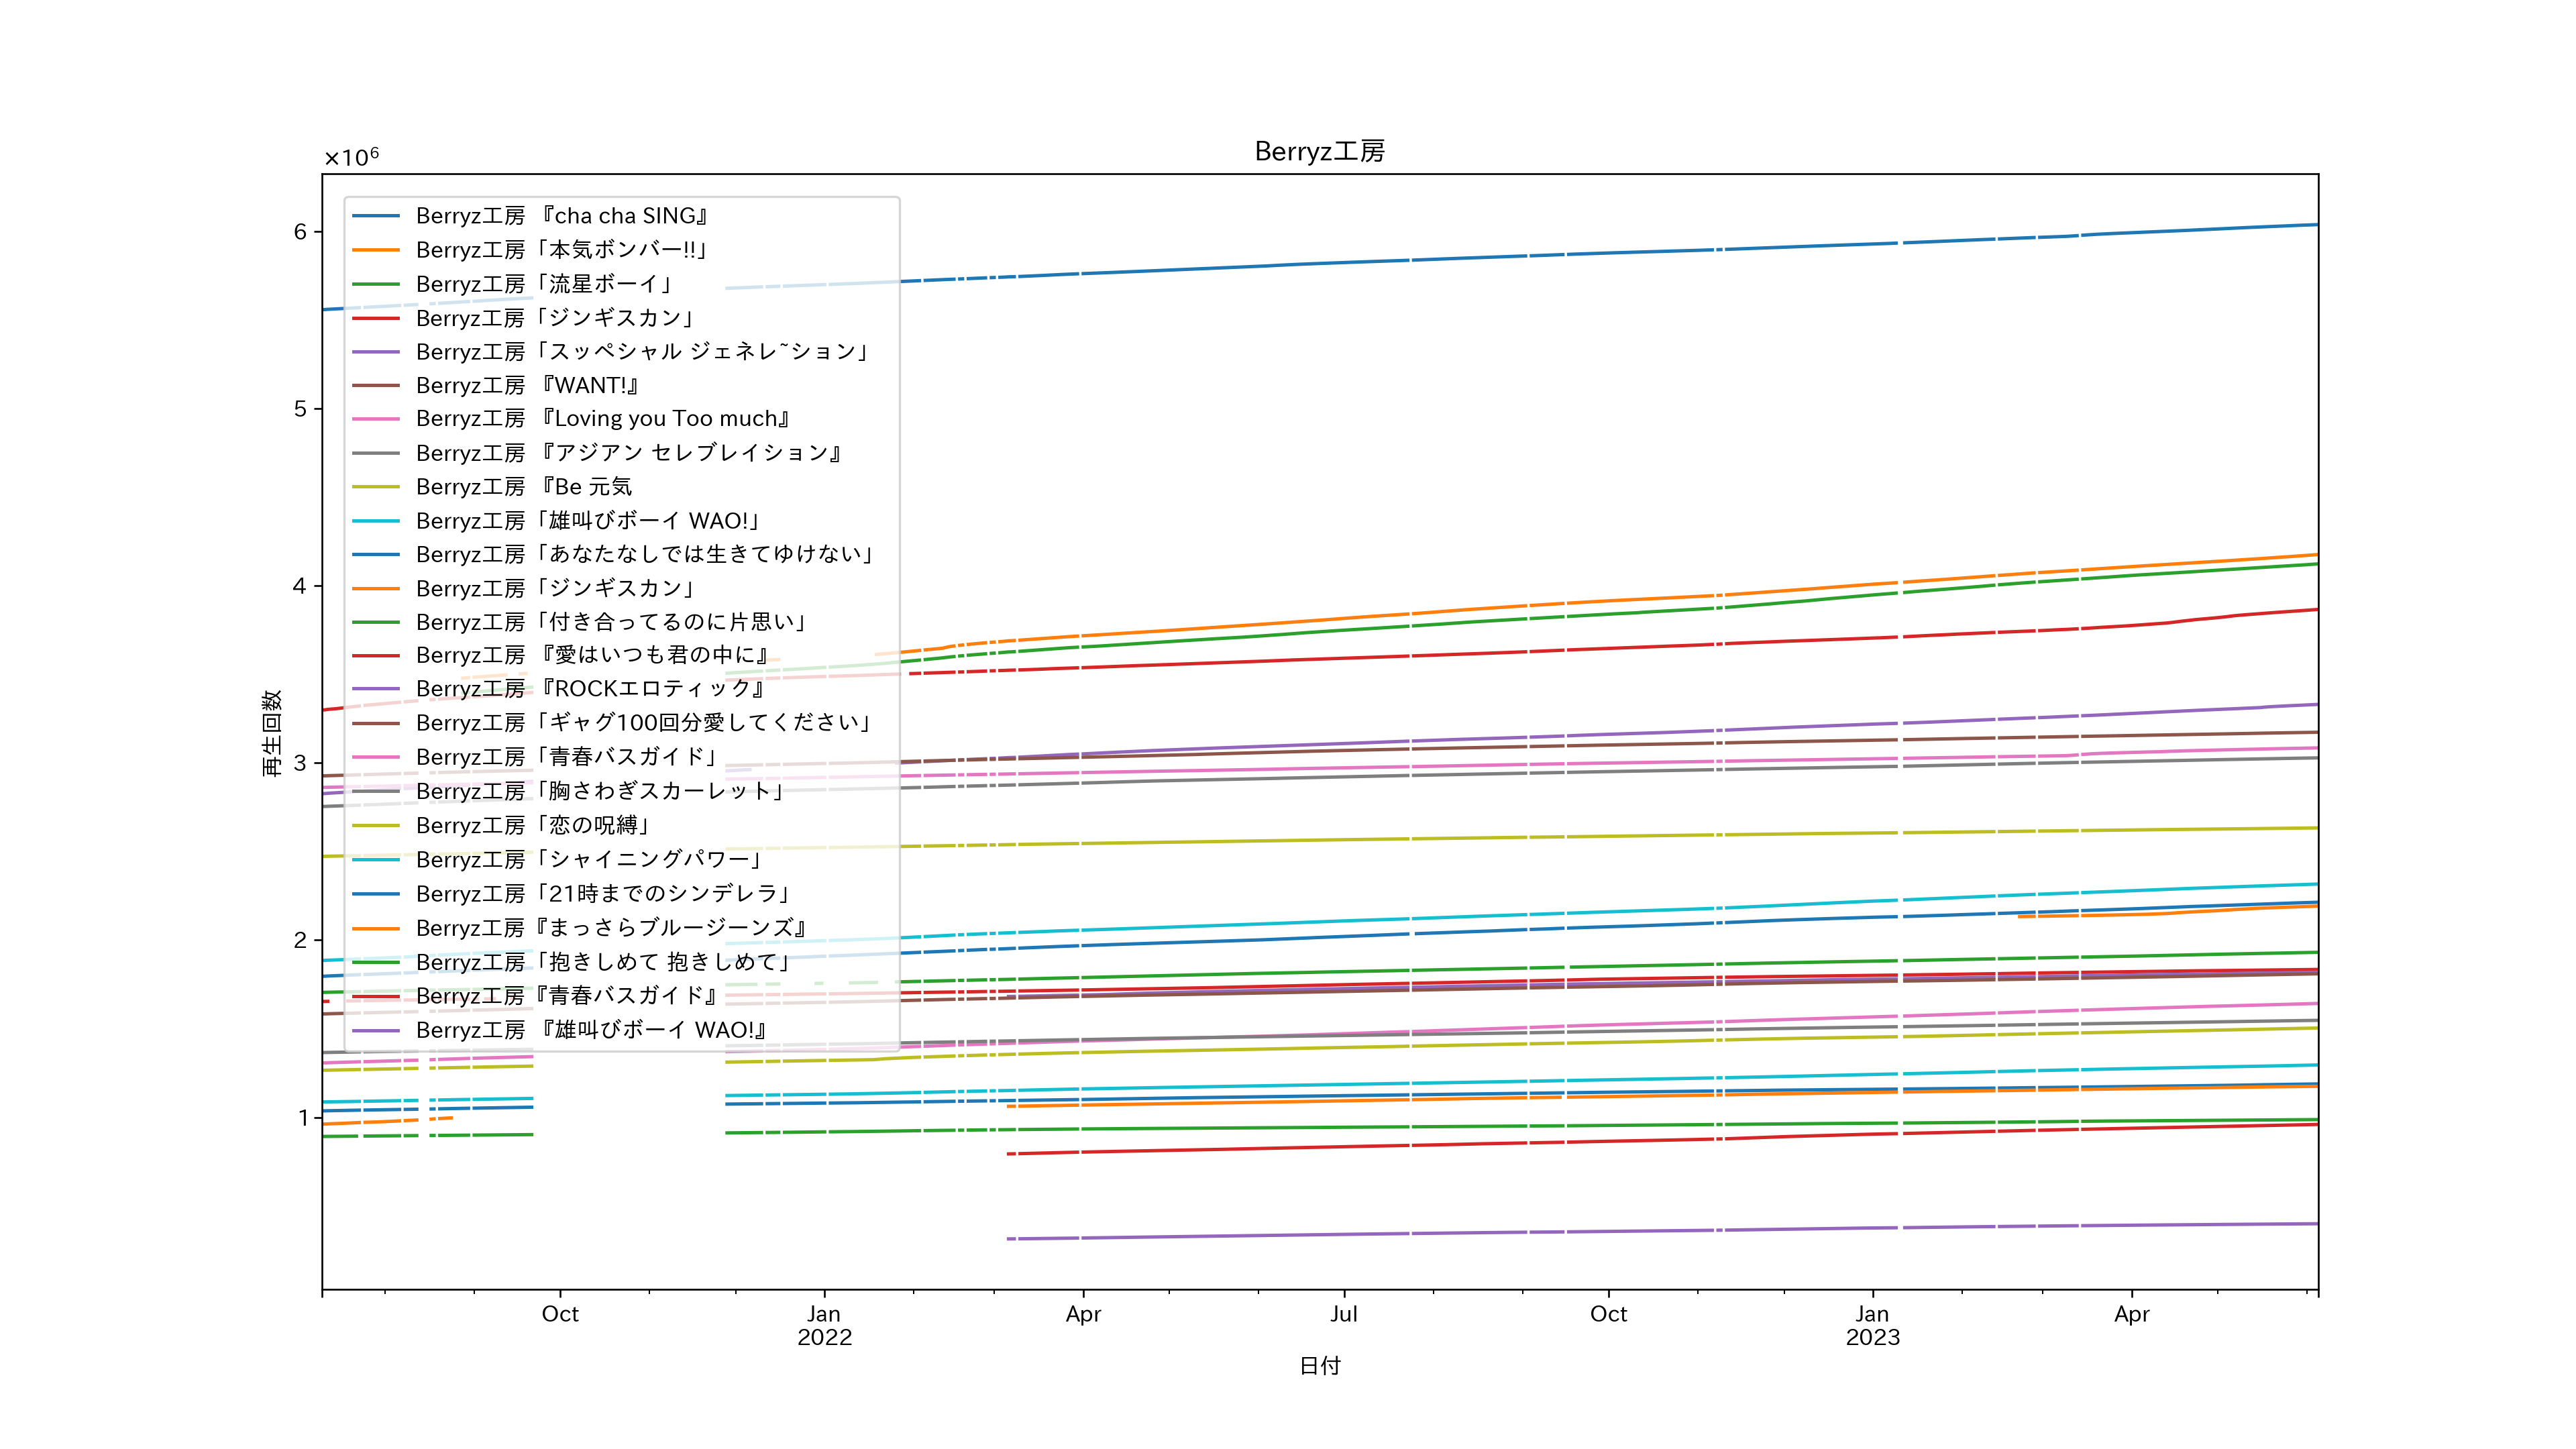 Berryz工房
×10⁶
6
5
4
3
2
1
再生回数
Berryz工房 『cha cha SING』
Berryz工房「本気ボンバー!!」
Berryz工房「流星ボーイ」
Berryz工房「ジンギスカン」
Berryz工房「スッペシャル ジェネレ~ション」
Berryz工房 『WANT!』
Berryz工房 『Loving you Too much』
Berryz工房 『アジアン セレブレイション』
Berryz工房 『Be 元気
Berryz工房「雄叫びボーイ WAO!」
Berryz工房「あなたなしでは生きてゆけない」
Berryz工房「ジンギスカン」
Berryz工房「付き合ってるのに片思い」
Berryz工房 『愛はいつも君の中に』
Berryz工房 『ROCKエロティック』
Berryz工房「ギャグ100回分愛してください」
Berryz工房「青春バスガイド」
Berryz工房「胸さわぎスカーレット」
Berryz工房「恋の呪縛」
Berryz工房「シャイニングパワー」
Berryz工房「21時までのシンデレラ」
Berryz工房『まっさらブルージーンズ』
Berryz工房「抱きしめて 抱きしめて」
Berryz工房『青春バスガイド』
Berryz工房 『雄叫びボーイ WAO!』
Oct Jan Apr Jul Oct Jan Apr
2022 2023
日付